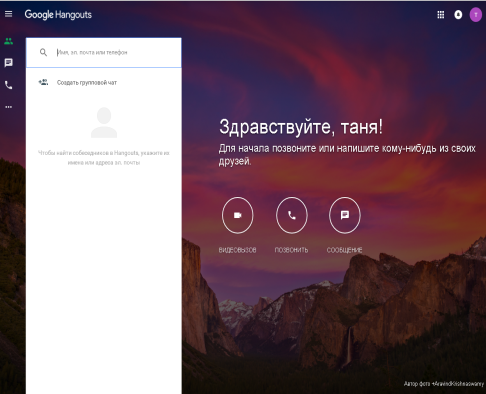 Google Hangouts
т
Имя, эл. почта или телефон
Создать групповой чат
Чтобы найти собеседников в Hangouts, укажите их
имена или адреса эл. почты
Здравствуйте, таня!
Для начала позвоните или напишите кому-нибудь из своих
друзей.
ВИДЕОВЫЗОВ
ПОЗВОНИТЬ
СООБЩЕНИЕ
Автор фото +AravindKrishnaswamy